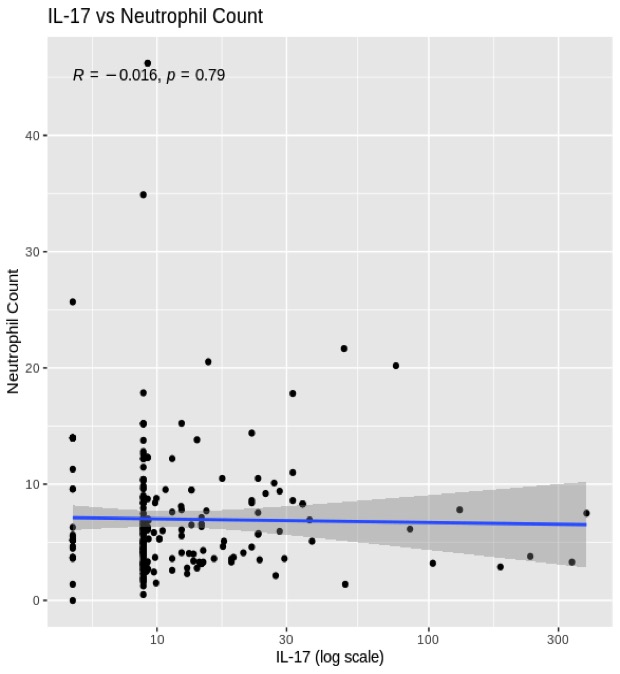 IL-17 vs Neutrophil Count
R = −0.016, p = 0.79
40
30
20
10
0
Neutrophil Count
10 30 100 300
IL-17 (log scale)